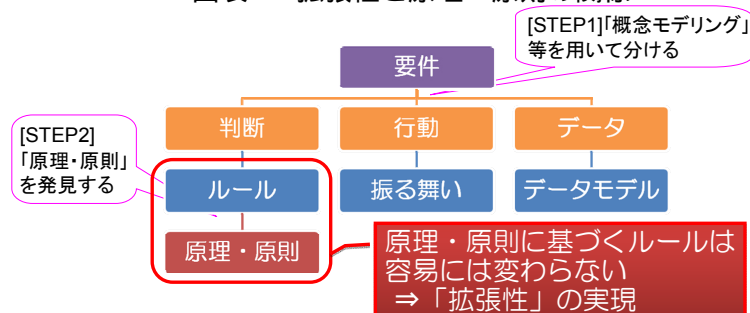 [STEP1]「概念モデリング」
等を用いて分ける
要件
判断
行動
データ
[STEP2]
「原理・原則」
を発見する
ルール
振る舞い
データモデル
原理・原則
原理・原則に基づくルールは
容易には変わらない
⇒「拡張性」の実現